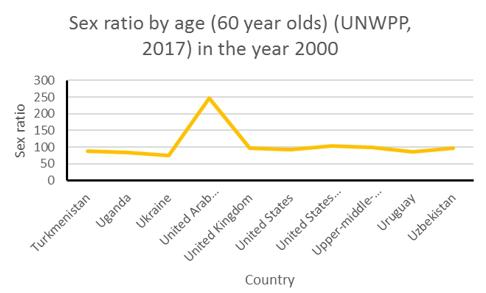 Sex ratio by age (60 year olds) (UNWPP,
2017) in the year 2000
300
250
200
150
100
50
0
Sex ratio
Turkmenistan
Uganda
Ukraine
United Arab...
United Kingdom
United States
United States...
Upper-middle-...
Uruguay
Uzbekistan
Country